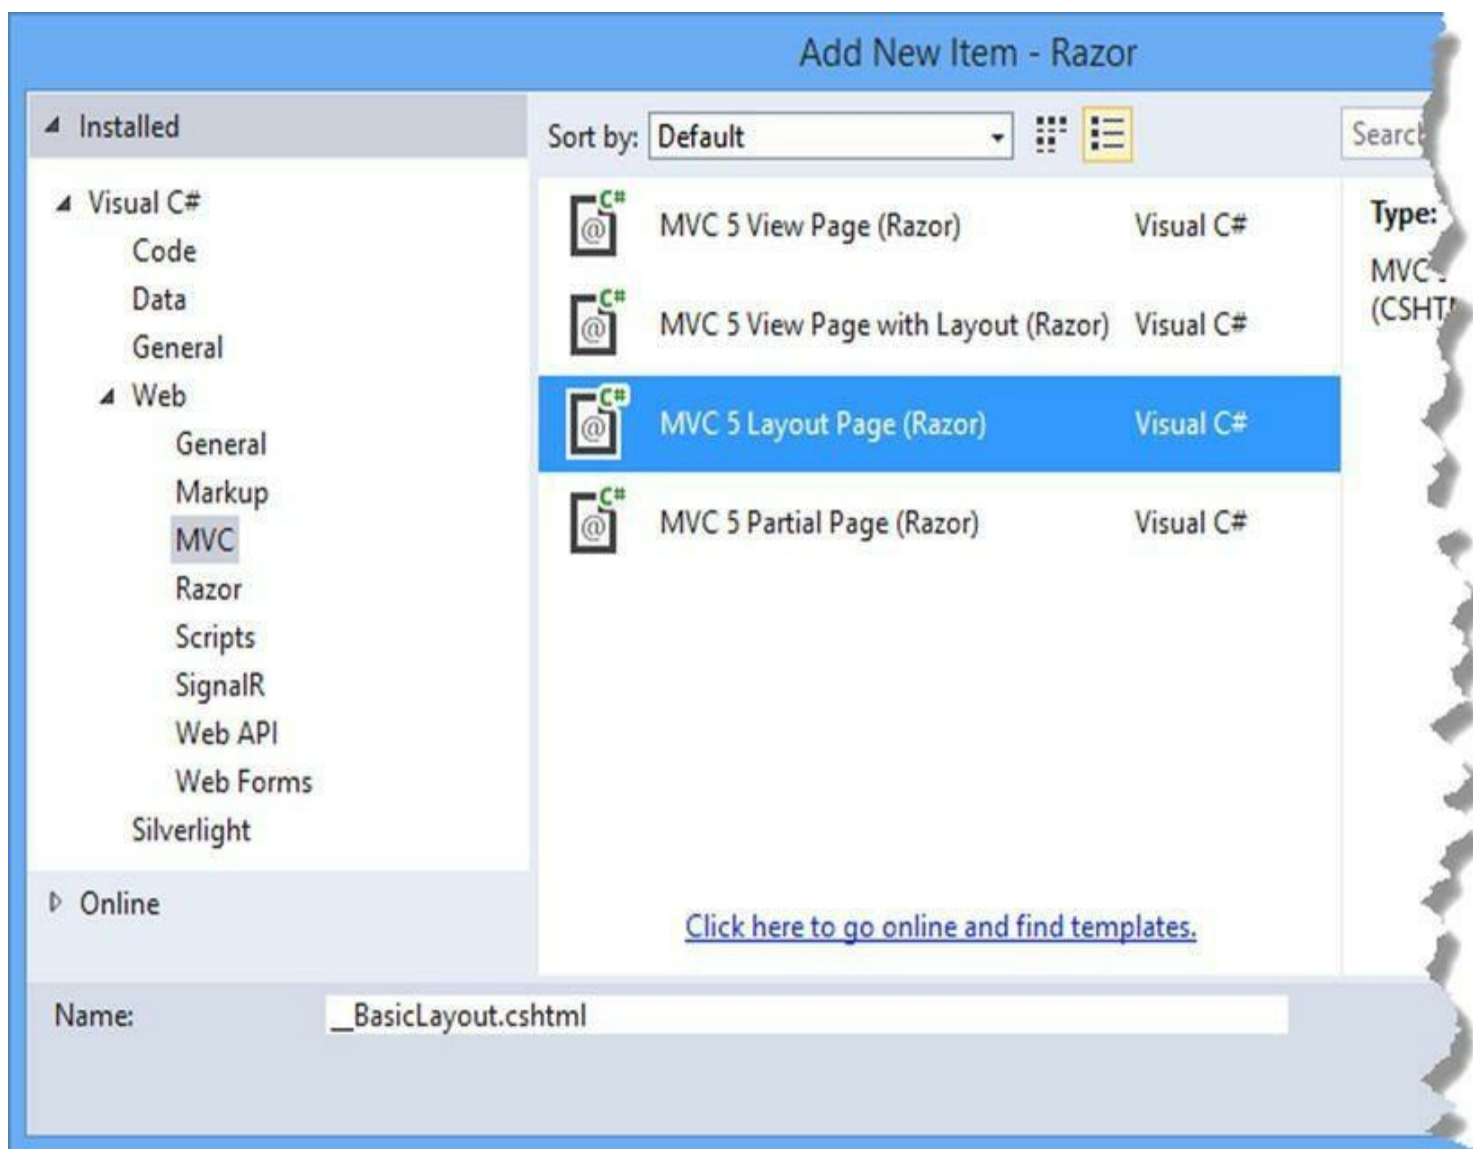 Add New Item - Razor
Installed
Visual C#
Code
Data
General
Web
General
Markup
MVC
Razor
Scripts
SignalR
Web API
Web Forms
Silverlight
Online
Sort by: Default
C# @ MVC 5 View Page (Razor) Visual C#
C# @ MVC 5 View Page with Layout (Razor) Visual C#
C# @ MVC 5 Layout Page (Razor) Visual C#
C# @ MVC 5 Partial Page (Razor) Visual C#
Click here to go online and find templates.
Type:
MVC
Name: __BasicLayout.cshtml